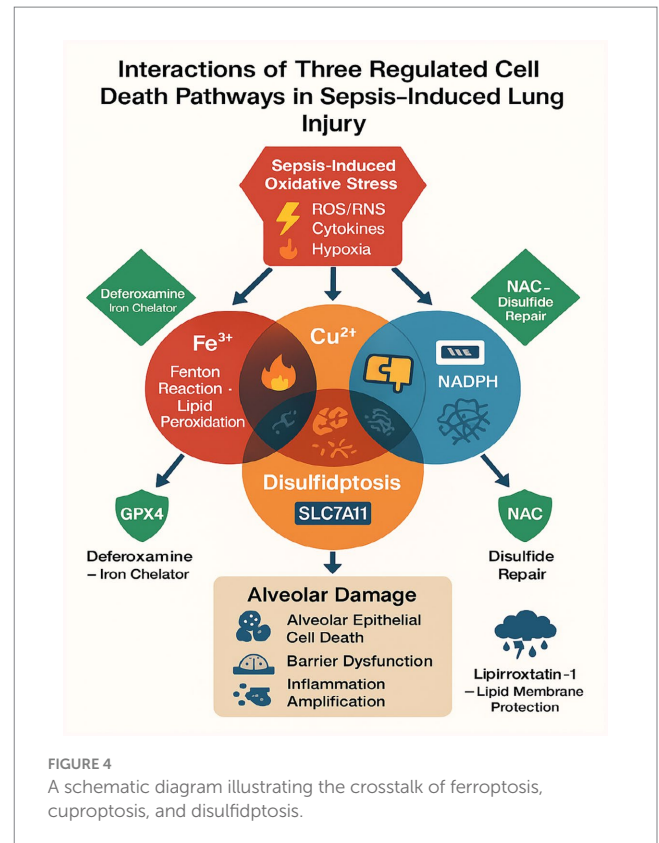 Interactions of Three Regulated Cell
Death Pathways in Sepsis–Induced Lung
Injury
Sepsis-Induced
Oxidative Stress
ROS/RNS
Cytokines
Hypoxia
Deferoxamine
Iron Chelator
NAC–
Disulfide
Repair
Fe³⁺
Fenton
Reaction ·
Lipid
Peroxidation
Cu²⁺
NADPH
Disulfidptosis
SLC7A11
GPX4
Deferoxamine
– Iron Chelator
NAC
Disulfide
Repair
Alveolar Damage
Alveolar Epithelial
Cell Death
Barrier Dysfunction
Inflammation
Amplification
Lipirroxtatin-1
—Lipid Membrane
Protection
FIGURE 4
A schematic diagram illustrating the crosstalk of ferroptosis,
cuproptosis, and disulfidptosis.